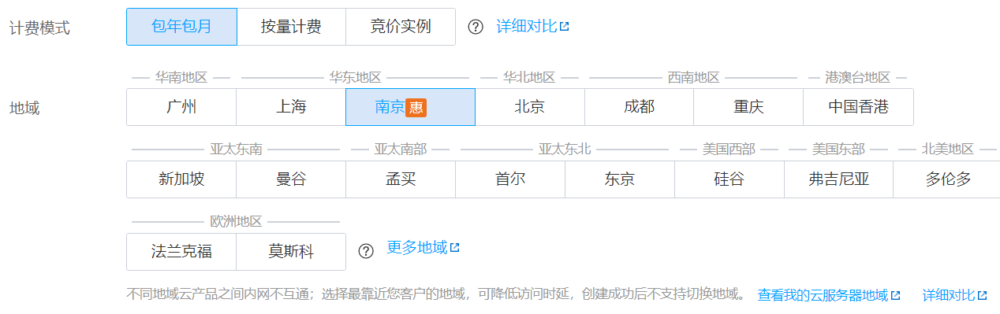 计费模式 包年包月 按量计费 竞价实例 ? 详细对比
华南地区 华东地区 华北地区 西南地区 港澳台地区
地域 广州 上海 南京 惠 北京 成都 重庆 中国香港
亚太东南 亚太南部 亚太东北 美国西部 美国东部 北美地区
新加坡 曼谷 孟买 首尔 东京 硅谷 弗吉尼亚 多伦多
欧洲地区
法兰克福 莫斯科 ? 更多地域
不同地域云产品之间内网不互通；选择最靠近您客户的地域，可降低访问时延，创建成功后不支持切换地域。 查看我的云服务器地域 详细对比